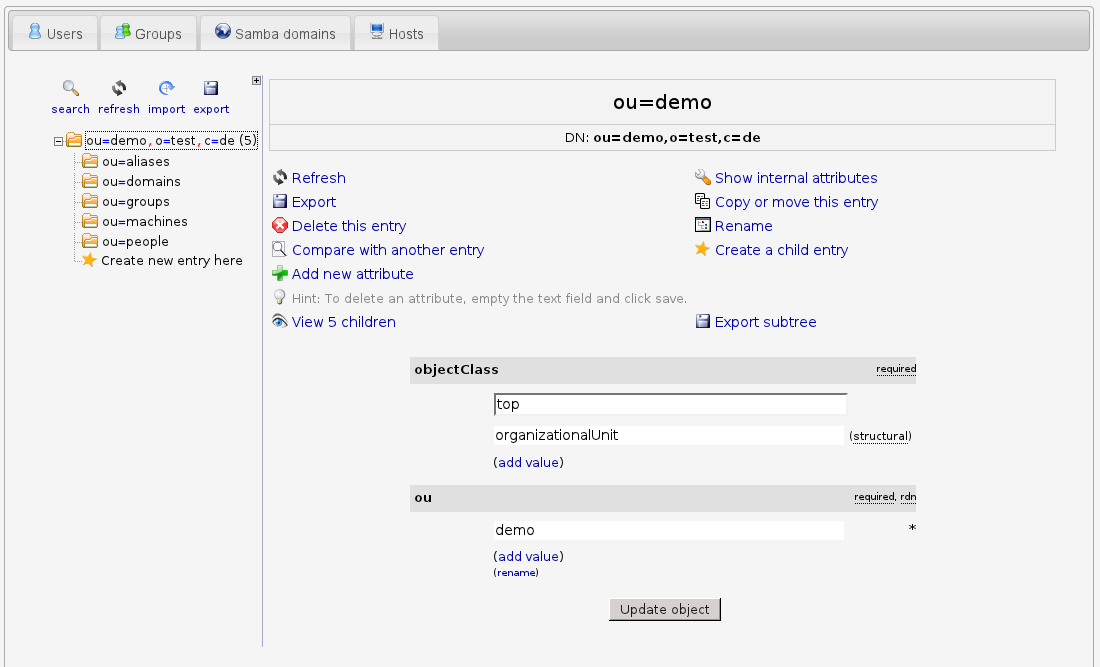 Users Groups Samba domains Hosts
search refresh import export
ou=demo,o=test,c=de (5)
ou=aliases
ou=domains
ou=groups
ou=machines
ou=people
Create new entry here
ou=demo
DN: ou=demo,o=test,c=de
Refresh Show internal attributes
Export Copy or move this entry
Delete this entry Rename
Compare with another entry Create a child entry
Add new attribute
Hint: To delete an attribute, empty the text field and click save.
View 5 children Export subtree
objectClass required
top
organizationalUnit (structural)
(add value)
ou required, rdn
demo *
(add value)
(rename)
Update object